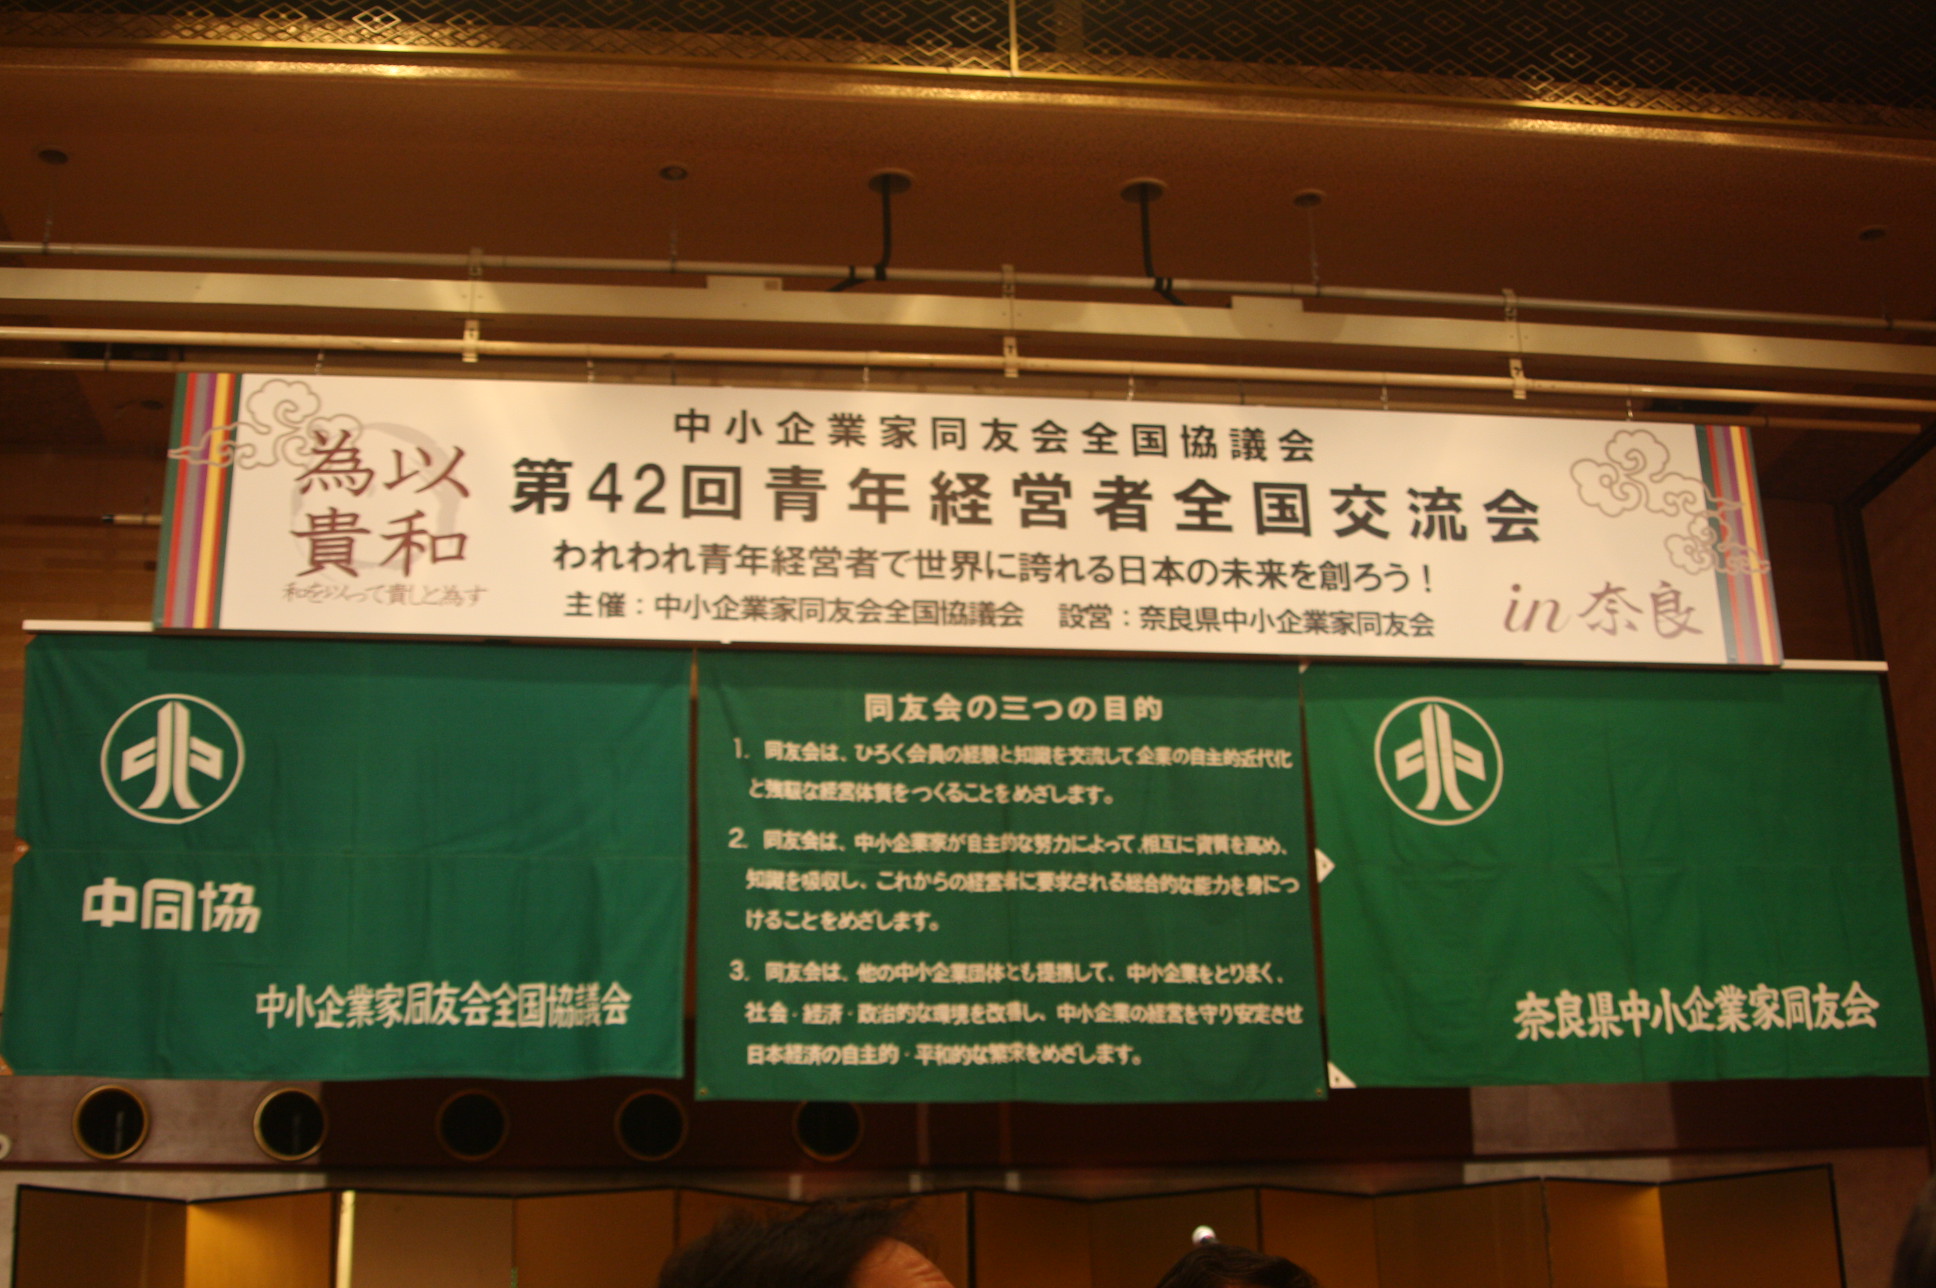 中小企業家同友会全国協議会
第42回青年経営者全国交流会
われわれ青年経営者で世界に誇れる日本の未来を創ろう！
主催：中小企業家同友会全国協議会　設営：奈良県中小企業家同友会
以和
為貴
和を以って貴しと為す
in 奈良
中同協
中小企業家同友会全国協議会
同友会の三つの目的
1. 同友会は、ひろく会員の経験と知識を交流して企業の自主的近代化
と強靱な経営体質をつくることをめざします。
2. 同友会は、中小企業家が自主的な努力によって、相互に資質を高め、
知識を吸収し、これからの経営者に要求される総合的な能力を身につ
けることをめざします。
3. 同友会は、他の中小企業団体とも提携して、中小企業をとりまく、
社会・経済・政治的な環境を改善し、中小企業の経営を守り安定させ
日本経済の自主的・平和的な繁栄をめざします。
奈良県中小企業家同友会